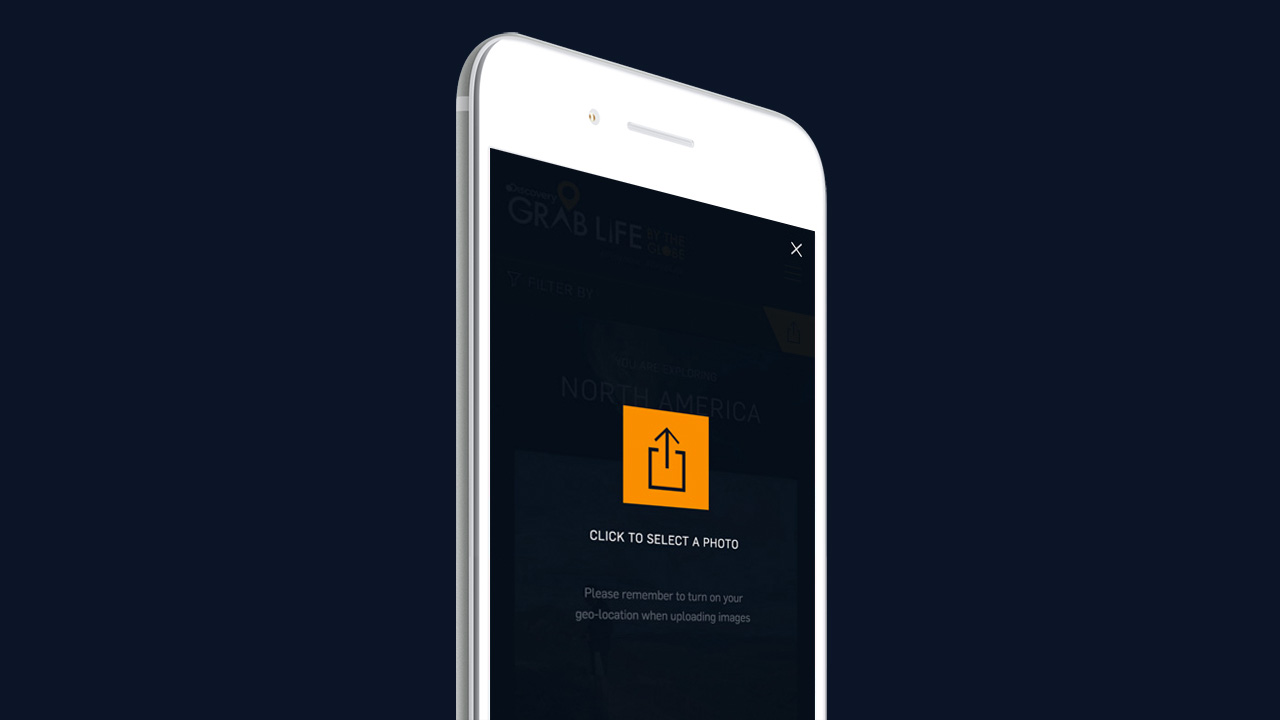 Discovery
GRAB LiFE BY THE GLOBE
FILTER BY
YOU ARE EXPLORING
NORTH AMERICA
CLICK TO SELECT A PHOTO
Please remember to turn on your
geo-location when uploading images